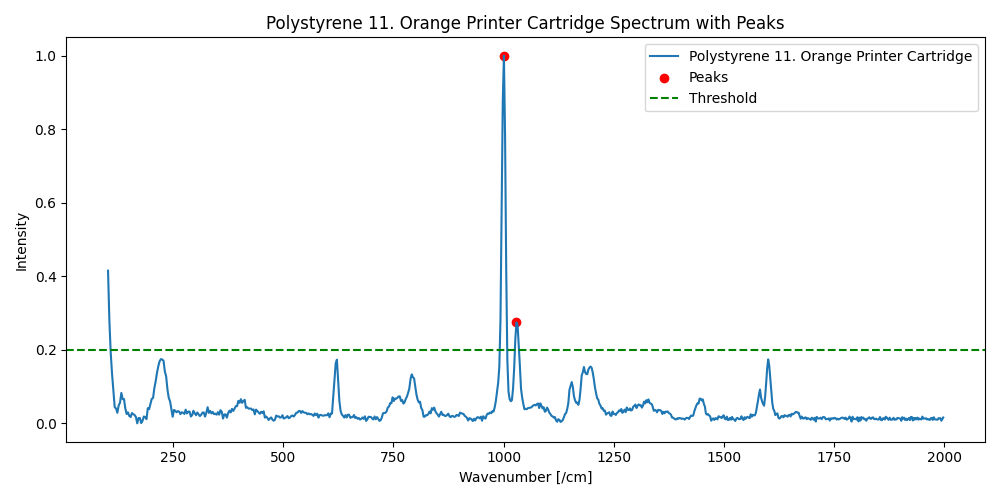 Polystyrene 11. Orange Printer Cartridge Spectrum with Peaks
Polystyrene 11. Orange Printer Cartridge
Peaks
Threshold
Intensity
1.0
0.8
0.6
0.4
0.2
0.0
250 500 750 1000 1250 1500 1750 2000
Wavenumber [/cm]